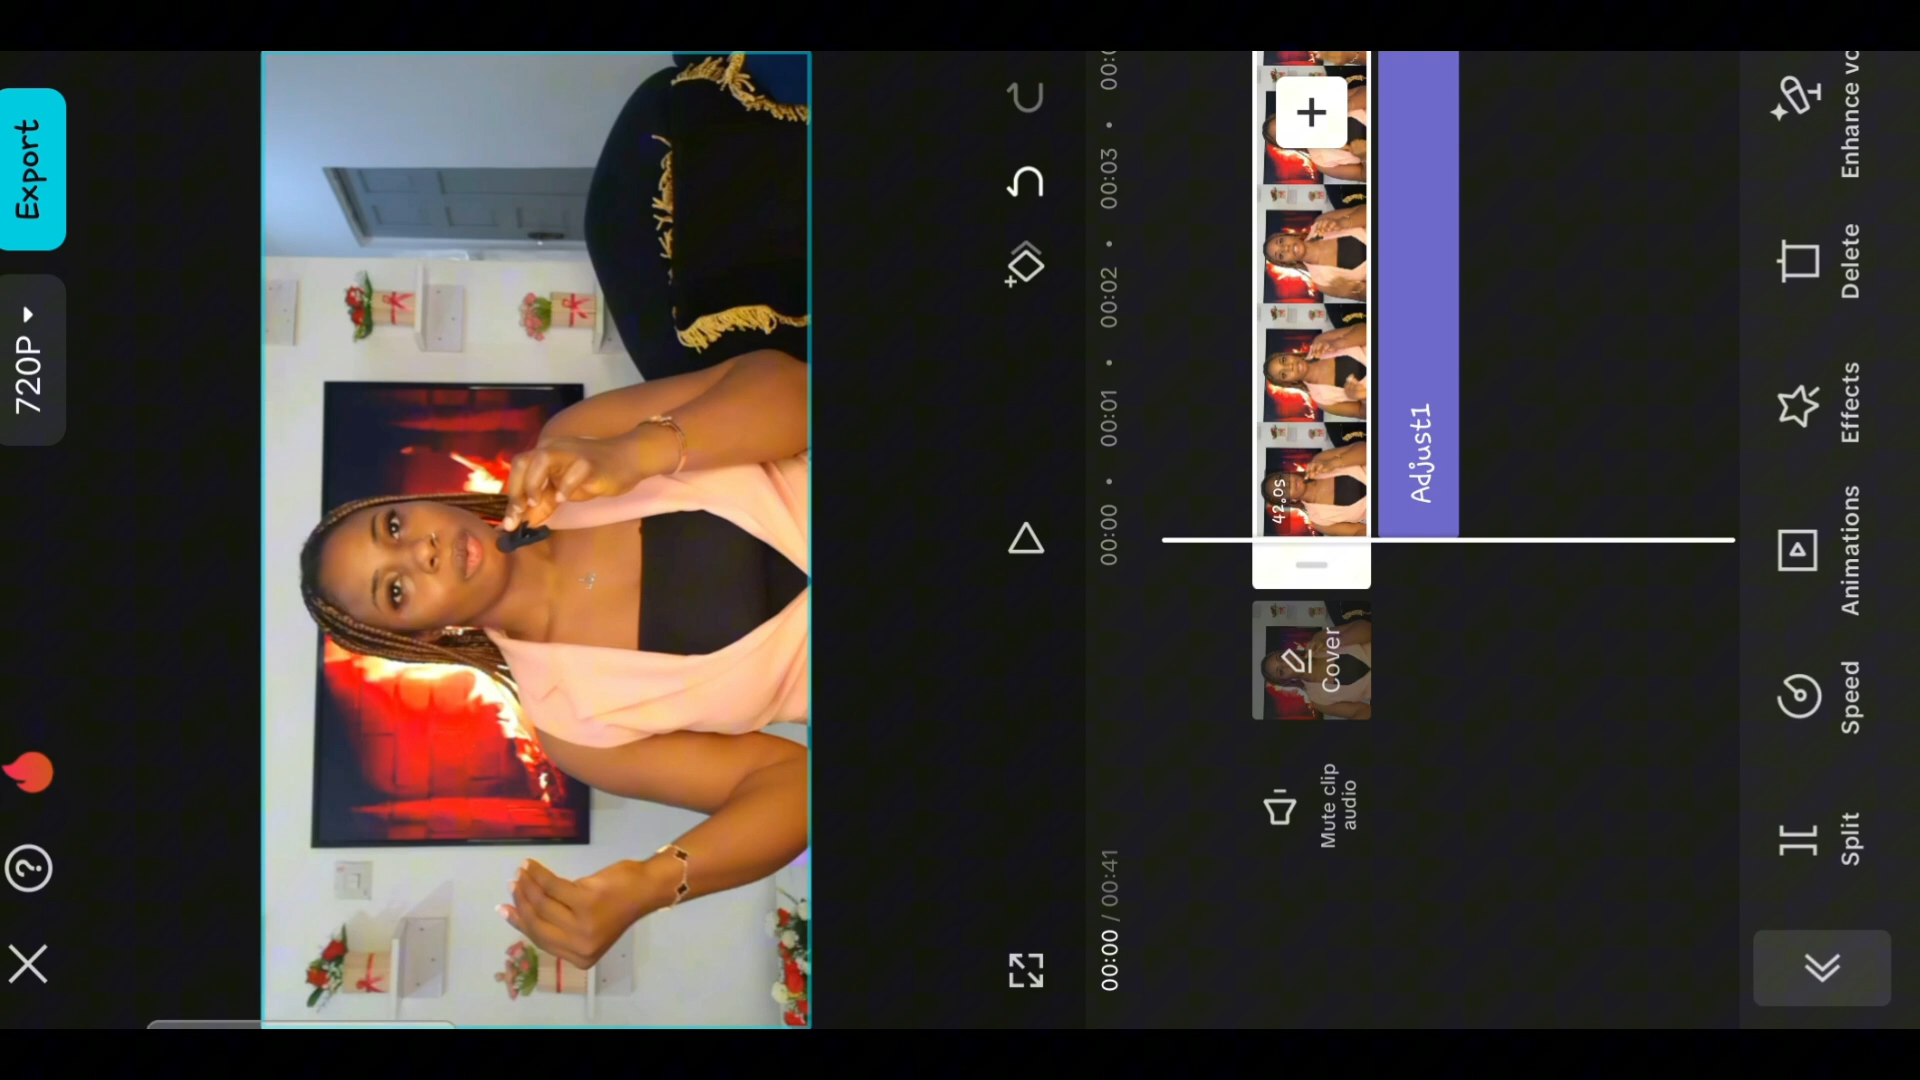 720P
Export
00:00 / 00:41
00:00 • 00:01 • 00:02 • 00:03 •
Mute clip
audio
Cover
42.0s
Adjust1
Split
Speed
Animations
Effects
Delete
Enhance